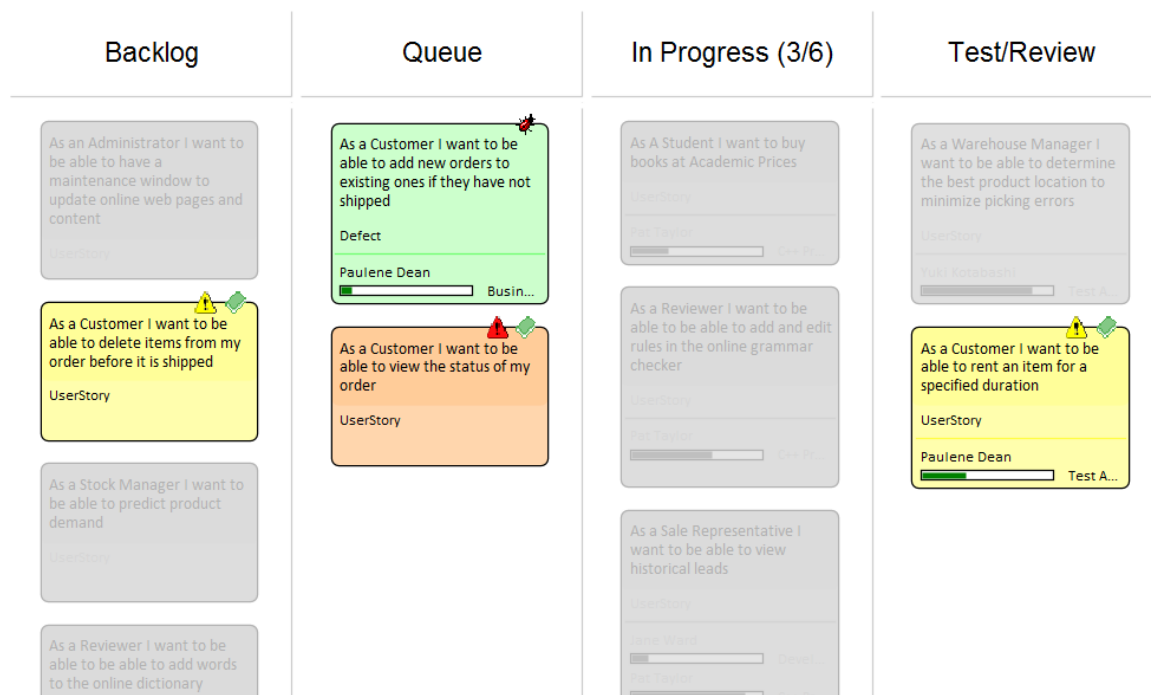 Backlog
Queue
In Progress (3/6)
Test/Review
As an Administrator I want to
be able to have a
maintenance window to
update online web pages and
content
UserStory
As a Customer I want to be
able to delete items from my
order before it is shipped
UserStory
As a Stock Manager I want to
be able to predict product
demand
UserStory
As a Reviewer I want to be
able to be able to add words
to the online dictionary
As a Customer I want to be
able to add new orders to
existing ones if they have not
shipped
Defect
Paulene Dean
Busin...
As a Customer I want to be
able to view the status of my
order
UserStory
As A Student I want to buy
books at Academic Prices
UserStory
Pat Taylor
C++ Pr...
As a Reviewer I want to be
able to be able to add and edit
rules in the online grammar
checker
UserStory
Pat Taylor
C++ Pr...
As a Sale Representative I
want to be able to view
historical leads
UserStory
Jane Ward
Devel...
Pat Taylor
As a Warehouse Manager I
want to be able to determine
the best product location to
minimize picking errors
UserStory
Yuki Kotabashi
Test A...
As a Customer I want to be
able to rent an item for a
specified duration
UserStory
Paulene Dean
Test A...